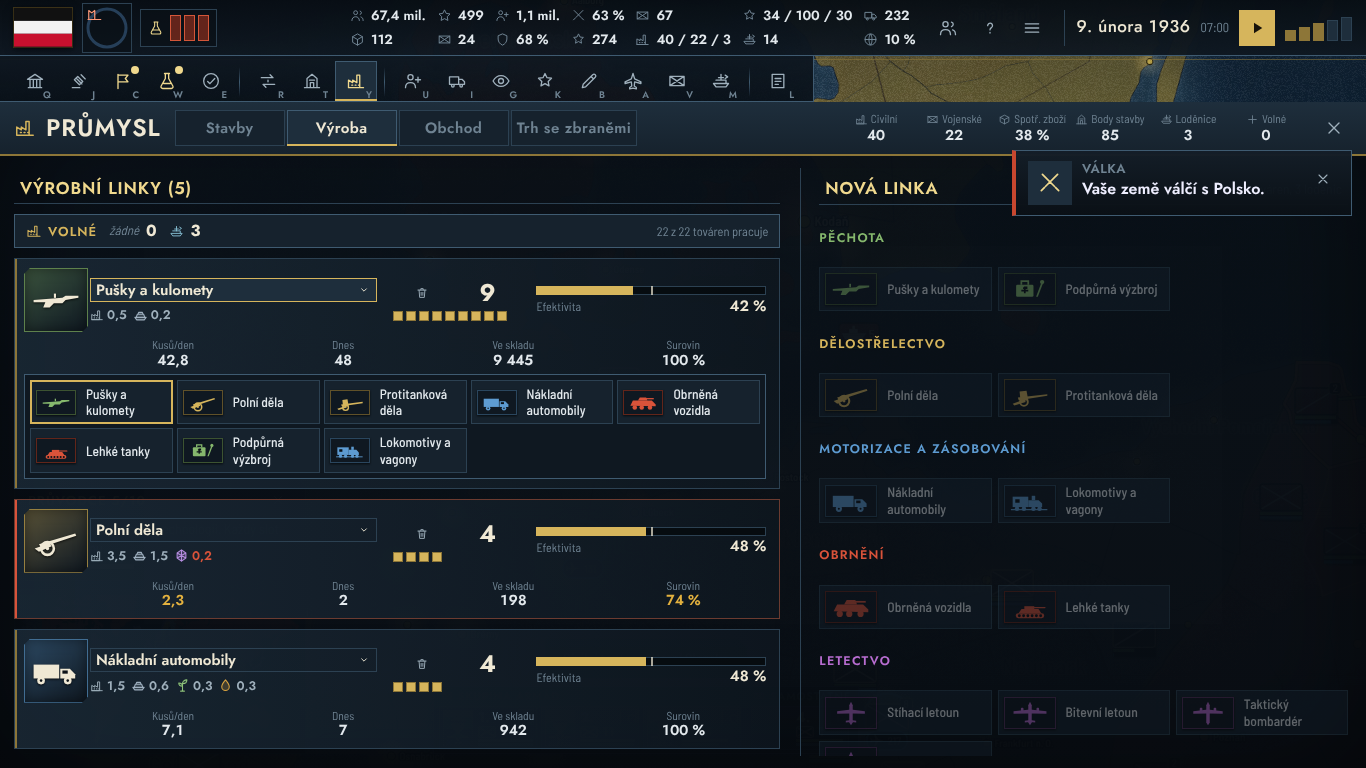 67,4 mil. 499 1,1 mil. 63 % 67 34 / 100 / 30 232
112 24 68 % 274 40 / 22 / 3 14 10 %
? 9. února 1936 07:00
Q J C W E R T Y U I G K B A V M L
PRŮMYSL
Stavby Výroba Obchod Trh se zbraněmi
Civilní Vojenské Spotř. zboží Body stavby Loděnice Volné
40 22 38 % 85 3 0
VÁLKA
Vaše země válčí s Polsko.
VÝROBNÍ LINKY (5)
VOLNÉ žádné 0 3 22 z 22 továren pracuje
Pušky a kulomety 9
0,5 0,2 Efektivita 42 %
Kusů/den Dnes Ve skladu Surovin
42,8 48 9 445 100 %
Pušky a kulomety
Polní děla
Protitanková děla
Nákladní automobily
Obrněná vozidla
Lehké tanky
Podpůrná výzbroj
Lokomotivy a vagony
Polní děla 4
3,5 1,5 0,2 Efektivita 48 %
Kusů/den Dnes Ve skladu Surovin
2,3 2 198 74 %
Nákladní automobily 4
1,5 0,6 0,3 0,3 Efektivita 48 %
Kusů/den Dnes Ve skladu Surovin
7,1 7 942 100 %
NOVÁ LINKA
PĚCHOTA
Pušky a kulomety Podpůrná výzbroj
DĚLOSTŘELECTVO
Polní děla Protitanková děla
MOTORIZACE A ZÁSOBOVÁNÍ
Nákladní automobily
Lokomotivy a vagony
OBRNĚNÍ
Obrněná vozidla Lehké tanky
LETECTVO
Stíhací letoun Bitevní letoun Taktický bombardér